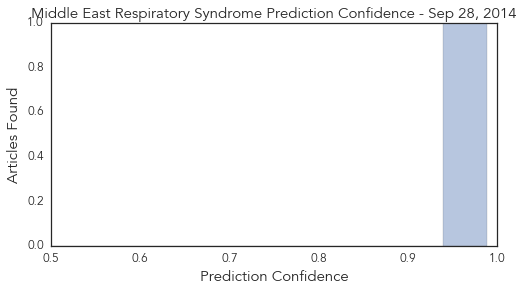 Middle East Respiratory Syndrome Prediction Confidence - Sep 28, 2014
1.0
0.8
0.6
0.4
0.2
0.0
Articles Found
0.5 0.6 0.7 0.8 0.9 1.0
Prediction Confidence